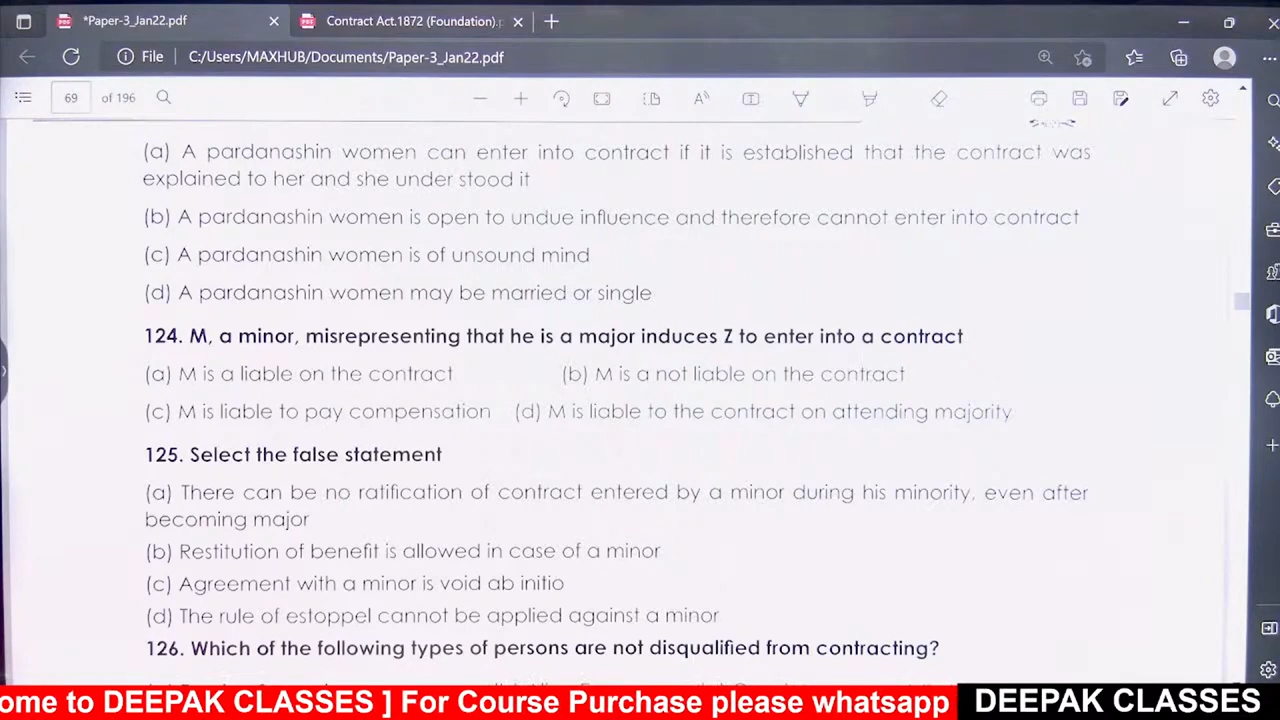 *Paper-3_Jan22.pdf
Contract Act.1872 (Foundation).
File C:/Users/MAXHUB/Documents/Paper-3_Jan22.pdf
69 of 196
(a) A pardanashin women can enter into contract if it is established that the contract was
explained to her and she under stood it
(b) A pardanashin women is open to undue influence and therefore cannot enter into contract
(c) A pardanashin women is of unsound mind
(d) A pardanashin women may be married or single
124. M, a minor, misrepresenting that he is a major induces Z to enter into a contract
(a) M is a liable on the contract (b) M is a not liable on the contract
(c) M is liable to pay compensation (d) M is liable to the contract on attending majority
125. Select the false statement
(a) There can be no ratification of contract entered by a minor during his minority, even after
becoming major
(b) Restitution of benefit is allowed in case of a minor
(c) Agreement with a minor is void ab initio
(d) The rule of estoppel cannot be applied against a minor
126. Which of the following types of persons are not disqualified from contracting?
ome to DEEPAK CLASSES ] For Course Purchase please whatsapp DEEPAK CLASSES